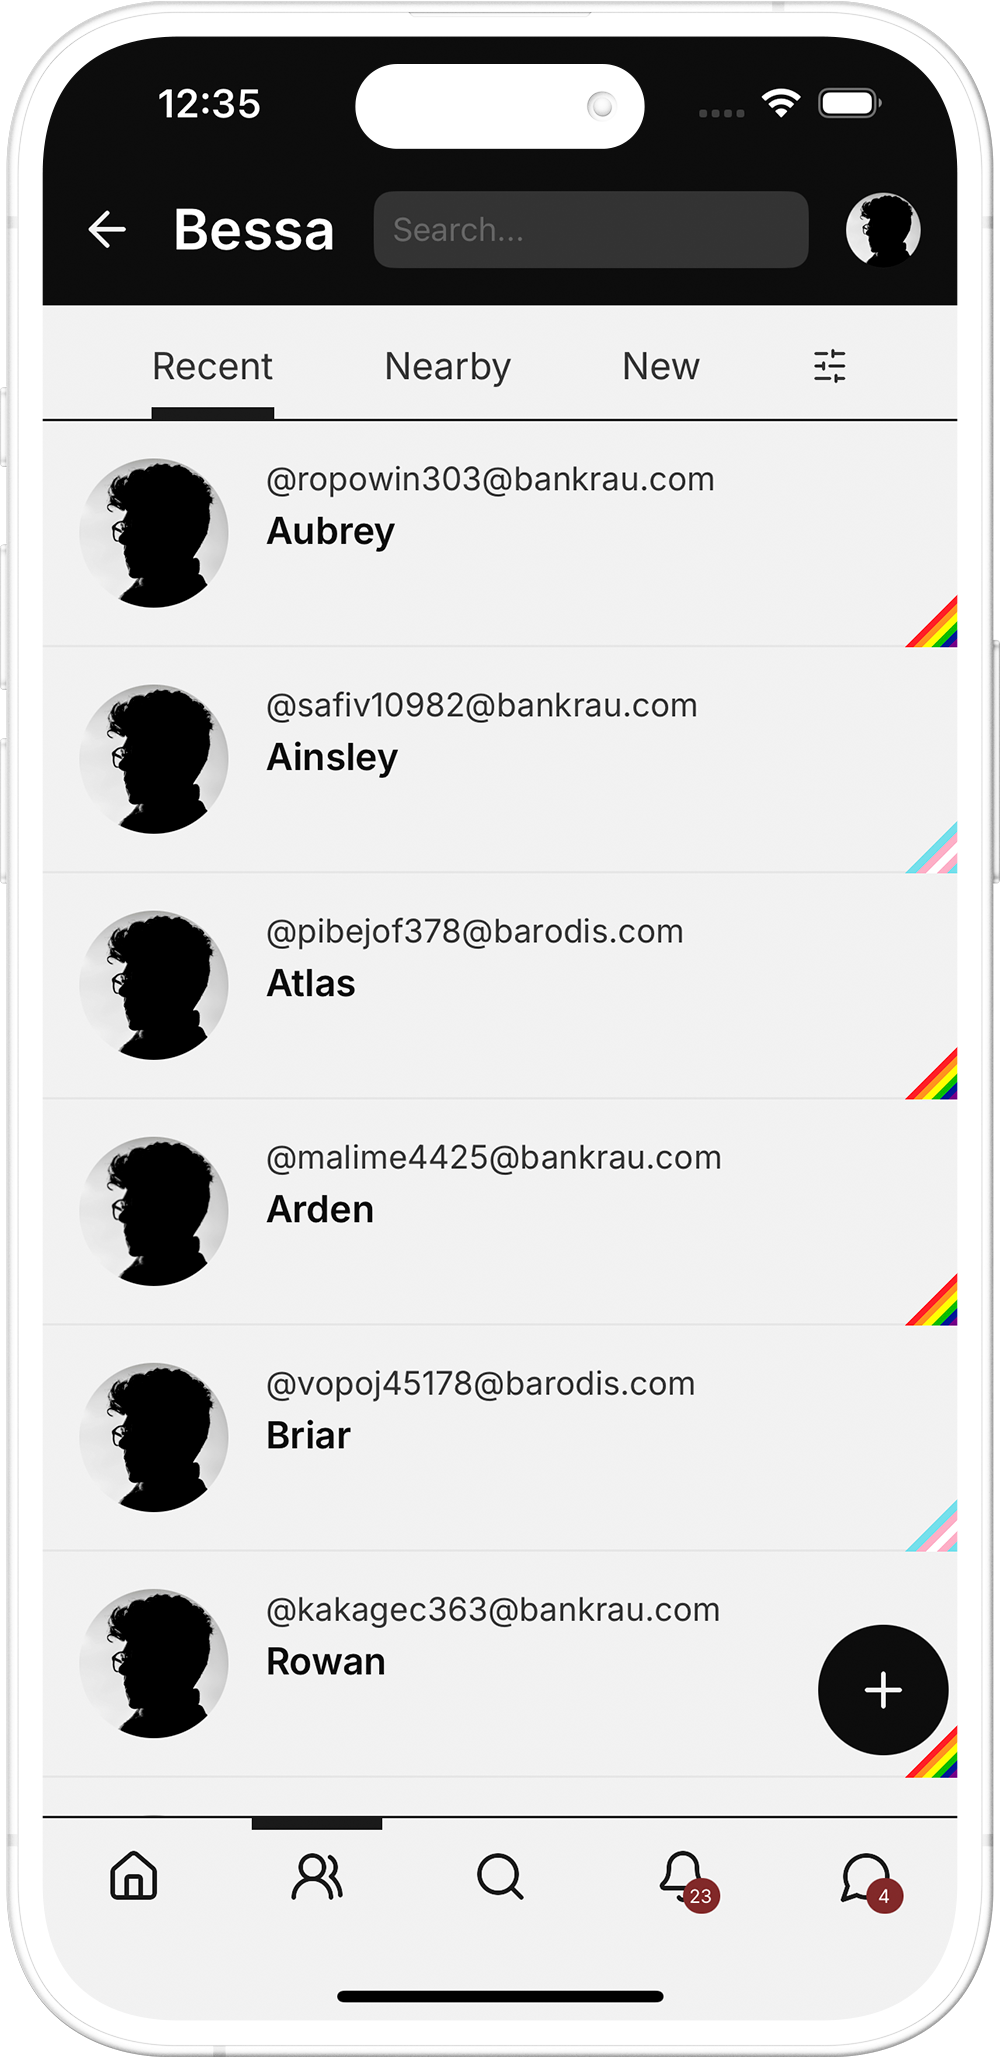 12:35
Bessa
Search...
Recent
Nearby
New
@ropowin303@bankrau.com
Aubrey
@safiv10982@bankrau.com
Ainsley
@pibejof378@barodis.com
Atlas
@malime4425@bankrau.com
Arden
@vopoj45178@barodis.com
Briar
@kakagec363@bankrau.com
Rowan
23
4